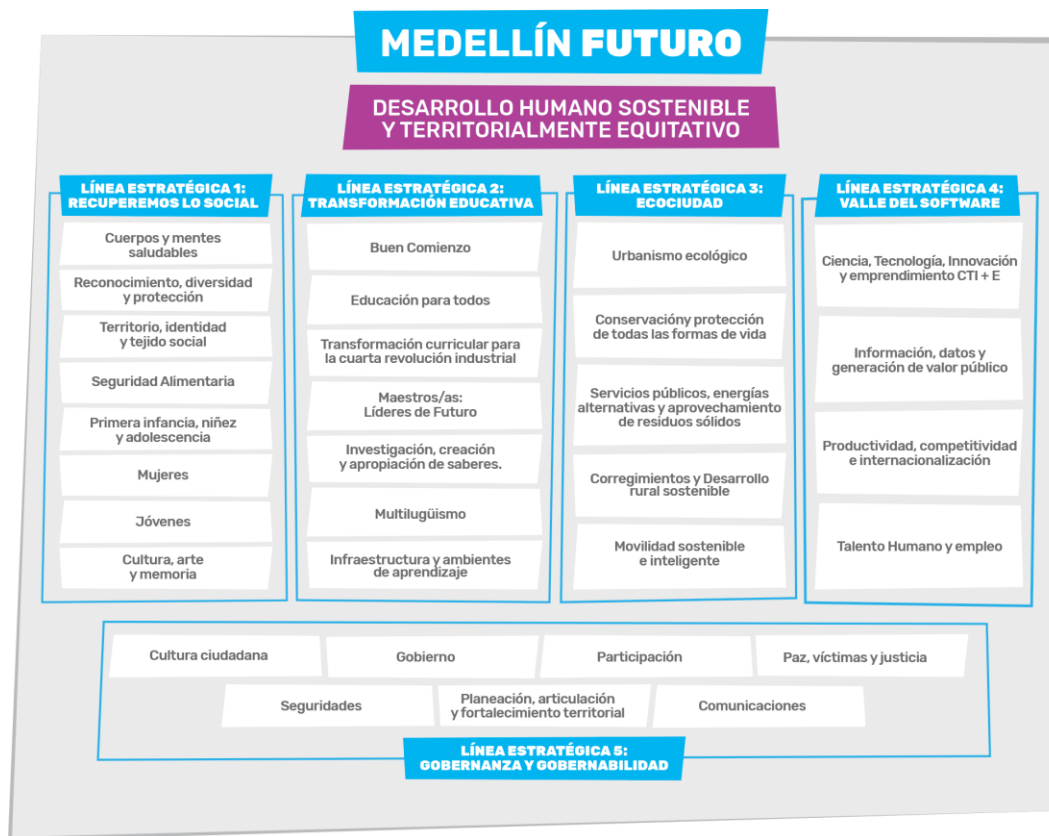 MEDELLÍN FUTURO
DESARROLLO HUMANO SOSTENIBLE
Y TERRITORIALMENTE EQUITATIVO
LÍNEA ESTRATÉGICA 1:
RECUPEREMOS LO SOCIAL
Cuerpos y mentes
saludables
Reconocimiento, diversidad
y protección
Territorio, identidad
y tejido social
Seguridad Alimentaria
Primera infancia, niñez
y adolescencia
Mujeres
Jóvenes
Cultura, arte
y memoria
LÍNEA ESTRATÉGICA 2:
TRANSFORMACIÓN EDUCATIVA
Buen Comienzo
Educación para todos
Transformación curricular para
la cuarta revolución industrial
Maestros/as:
Líderes de Futuro
Investigación, creación
y apropiación de saberes.
Multilugüismo
Infraestructura y ambientes
de aprendizaje
LÍNEA ESTRATÉGICA 3:
ECOCIUDAD
Urbanismo ecológico
Conservacióny protección
de todas las formas de vida
Servicios públicos, energías
alternativas y aprovechamiento
de residuos sólidos
Corregimientos y Desarrollo
rural sostenible
Movilidad sostenible
e inteligente
LÍNEA ESTRATÉGICA 4:
VALLE DEL SOFTWARE
Ciencia, Tecnología, Innovación
y emprendimiento CTI + E
Información, datos y
generación de valor público
Productividad, competitividad
e internacionalización
Talento Humano y empleo
Cultura ciudadana
Gobierno
Participación
Paz, víctimas y justicia
Seguridades
Planeación, articulación
y fortalecimiento territorial
Comunicaciones
LÍNEA ESTRATÉGICA 5:
GOBERNANZA Y GOBERNABILIDAD